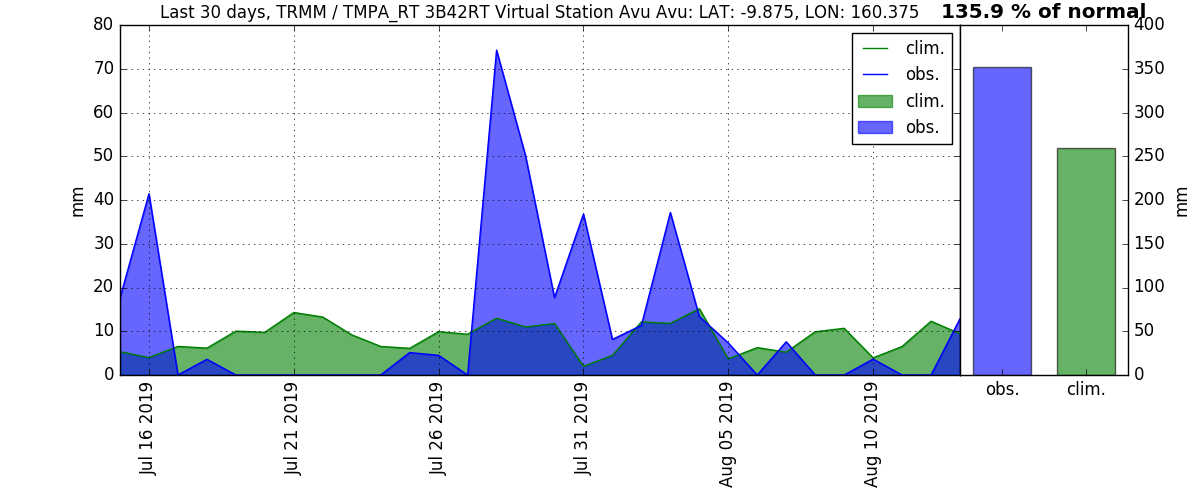 Last 30 days, TRMM / TMPA_RT 3B42RT Virtual Station Avu Avu: LAT: -9.875, LON: 160.375
135.9 % of normal
80
70
60
50
40
30
20
10
0
mm
clim.
obs.
clim.
obs.
400
350
300
250
200
150
100
50
0
mm
Jul 16 2019
Jul 21 2019
Jul 26 2019
Jul 31 2019
Aug 05 2019
Aug 10 2019
obs.
clim.